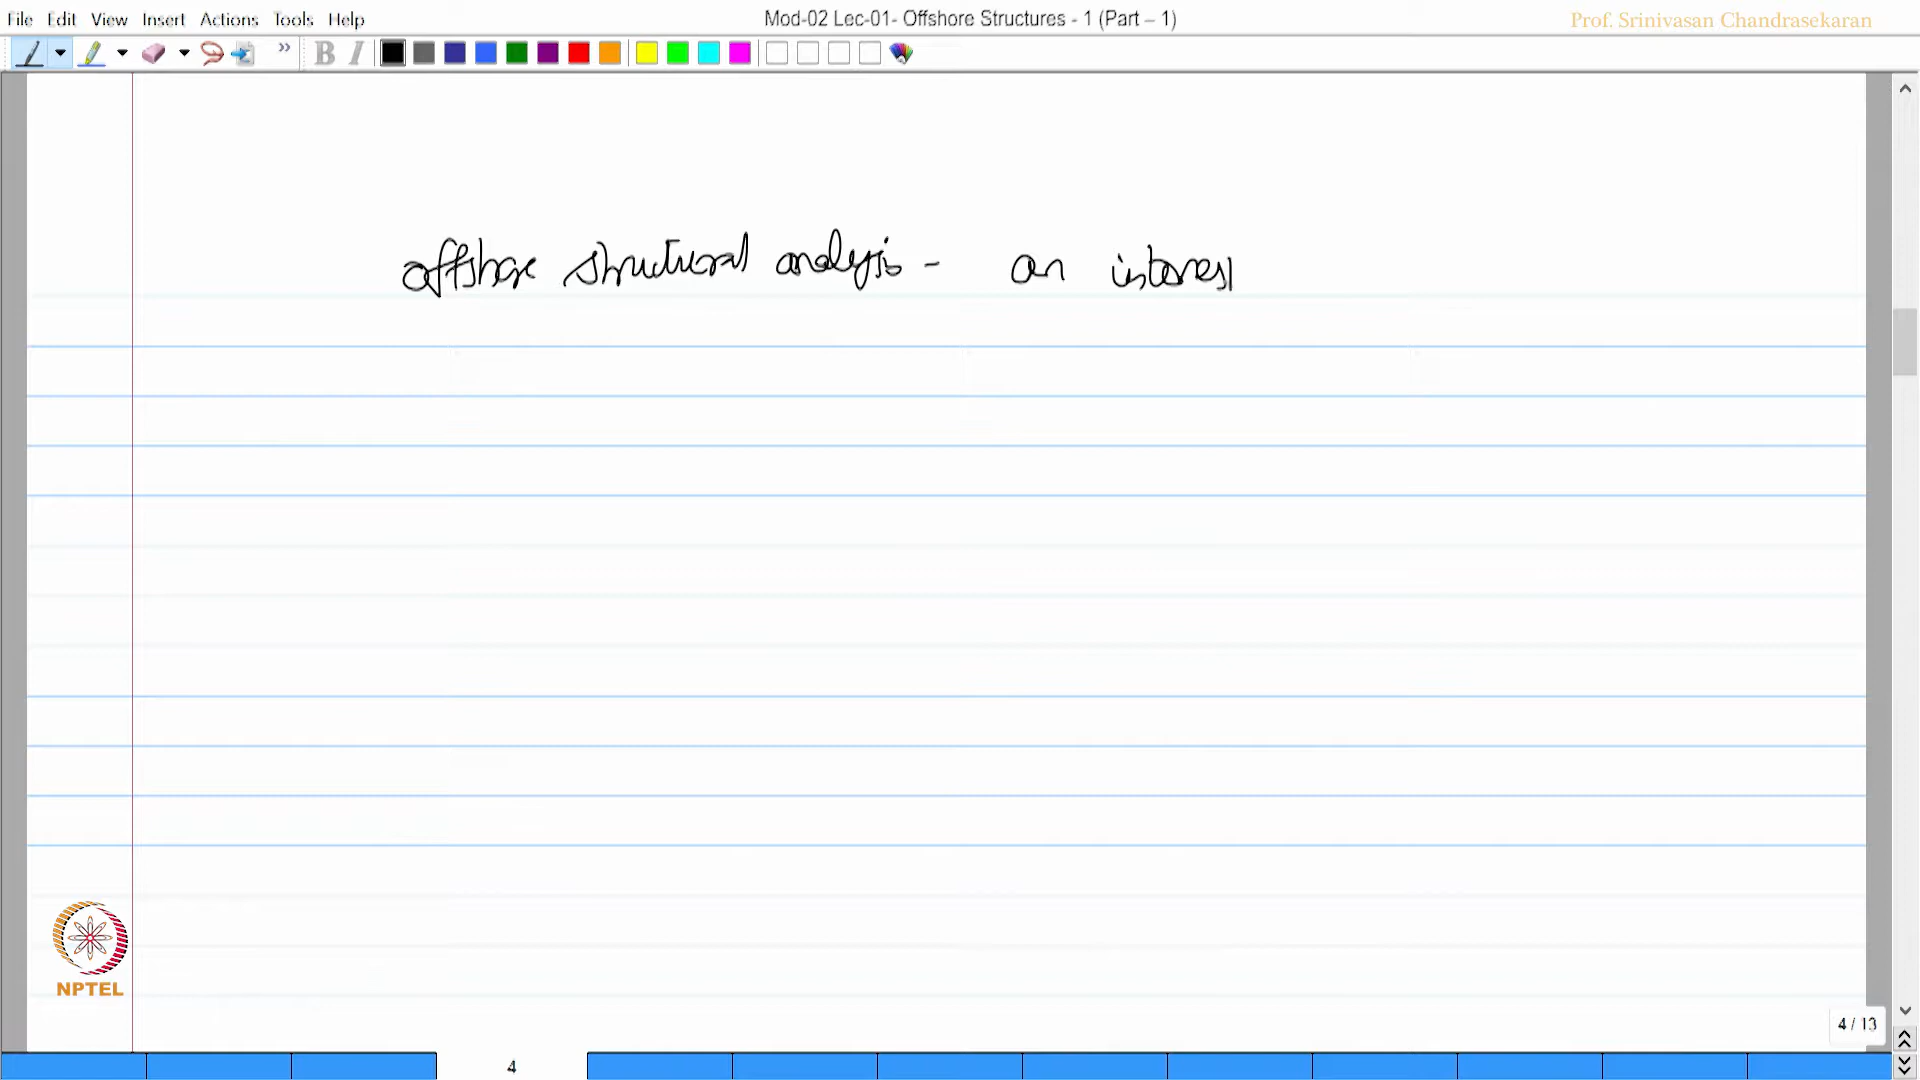 File Edit View Insert Actions Tools Help
Mod-02 Lec-01- Offshore Structures - 1 (Part – 1)
Prof. Srinivasan Chandrasekaran
B I
offshore structural analysis - an interes
NPTEL
4 / 13
4